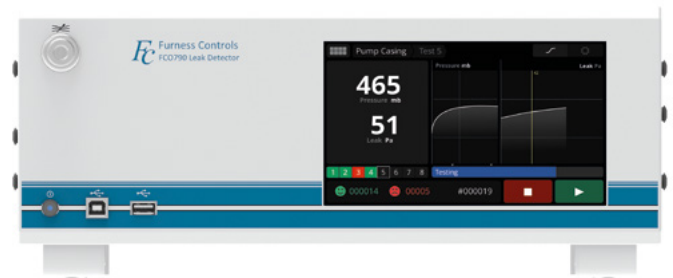 Fc
Furness Controls
FCO790 Leak Detector
Pump Casing Test 5
Pressure mb
Leak Pa
465
Pressure mb
51
Leak Pa
1 2 3 4 5 6 7 8
Testing
000014 00005 #000019